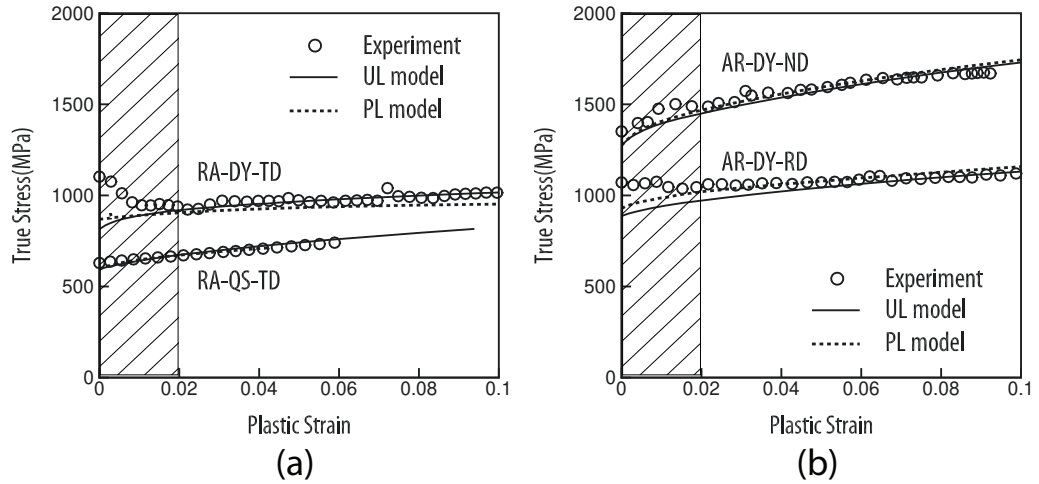 2000
1500
1000
500
0
True Stress(MPa)
Experiment
UL model
PL model
RA-DY-TD
RA-QS-TD
0
0.02
0.04
0.06
0.08
0.1
Plastic Strain
(a)
2000
1500
1000
500
0
True Stress(MPa)
AR-DY-ND
AR-DY-RD
Experiment
UL model
PL model
0
0.02
0.04
0.06
0.08
0.1
Plastic Strain
(b)